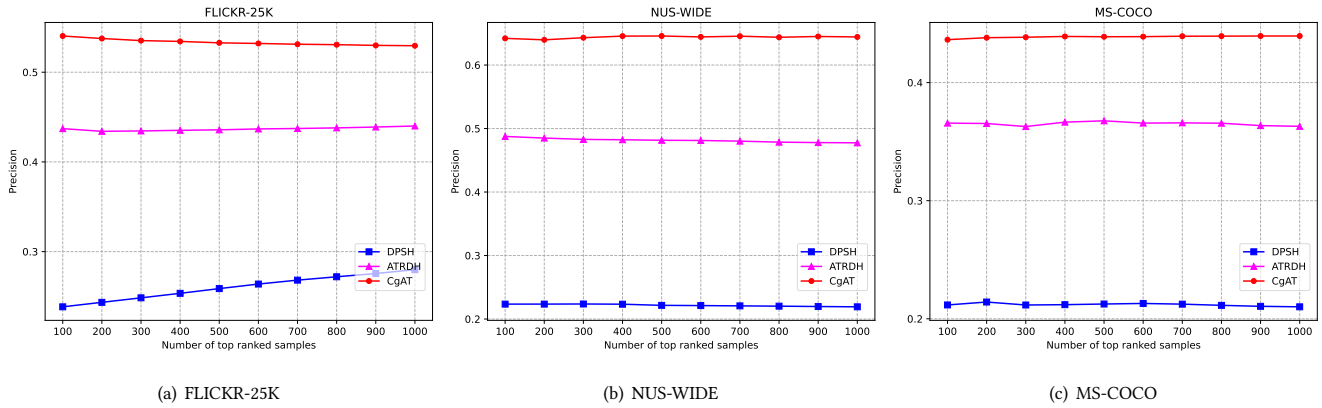 FLICKR-25K
Precision
0.5
0.4
0.3
DPSH
ATRDH
CgAT
100 200 300 400 500 600 700 800 900 1000
Number of top ranked samples
(a) FLICKR-25K
NUS-WIDE
Precision
0.6
0.5
0.4
0.3
0.2
DPSH
ATRDH
CgAT
100 200 300 400 500 600 700 800 900 1000
Number of top ranked samples
(b) NUS-WIDE
MS-COCO
Precision
0.4
0.3
0.2
DPSH
ATRDH
CgAT
100 200 300 400 500 600 700 800 900 1000
Number of top ranked samples
(c) MS-COCO